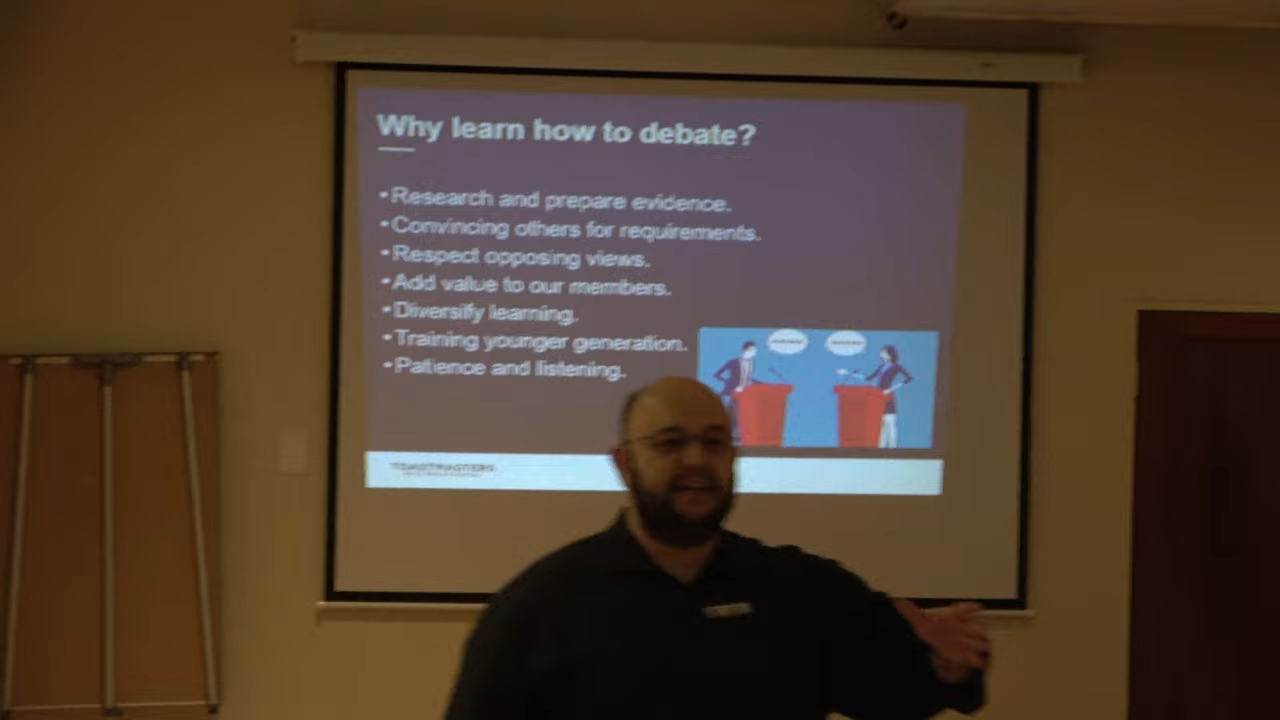 Why learn how to debate?
•Research and prepare evidence.
•Convincing others for requirements.
•Respect opposing views.
•Add value to our members.
•Diversify learning.
•Training younger generation.
•Patience and listening.
TOASTMASTERS